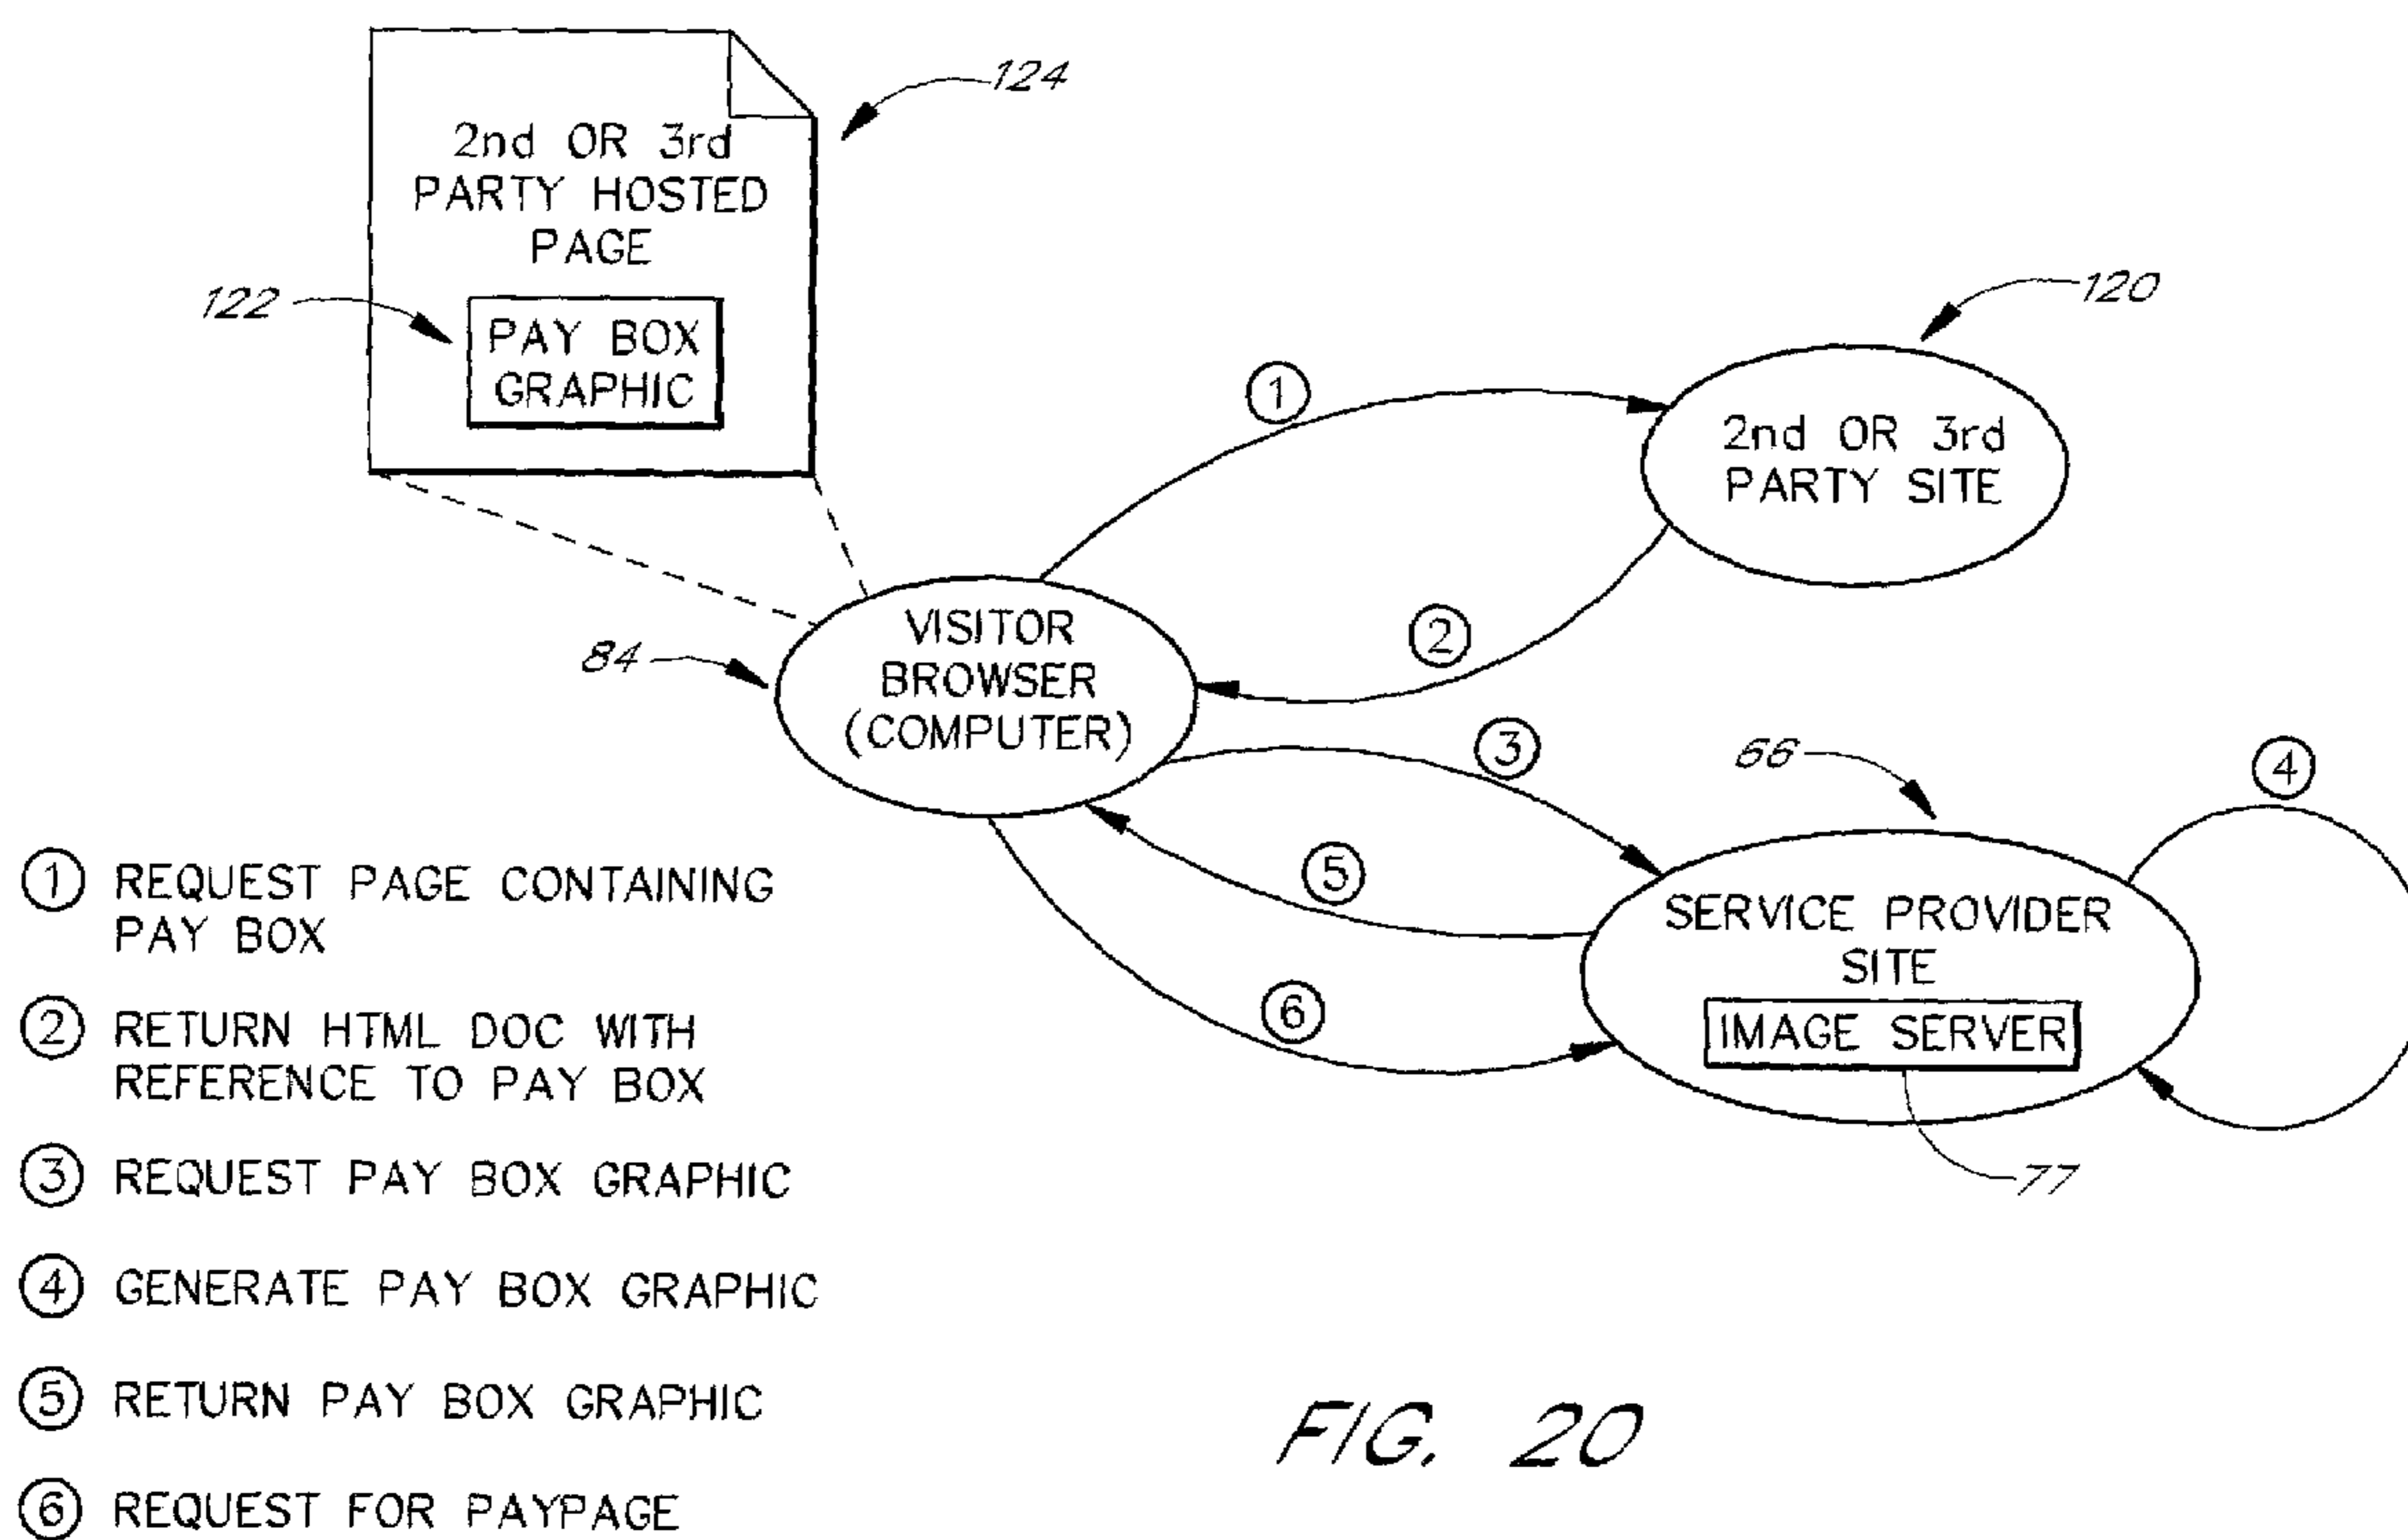 124
2nd OR 3rd
PARTY HOSTED
PAGE
122
PAY BOX
GRAPHIC
120
1
2nd OR 3rd
PARTY SITE
2
84
VISITOR
BROWSER
(COMPUTER)
3
66
4
5
SERVICE PROVIDER
SITE
6
IMAGE SERVER
77
1 REQUEST PAGE CONTAINING
PAY BOX
2 RETURN HTML DOC WITH
REFERENCE TO PAY BOX
3 REQUEST PAY BOX GRAPHIC
4 GENERATE PAY BOX GRAPHIC
5 RETURN PAY BOX GRAPHIC
6 REQUEST FOR PAYPAGE
FIG. 20